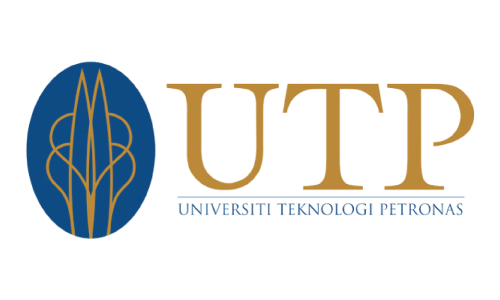 UTP
UNIVERSITI TEKNOLOGI PETRONAS